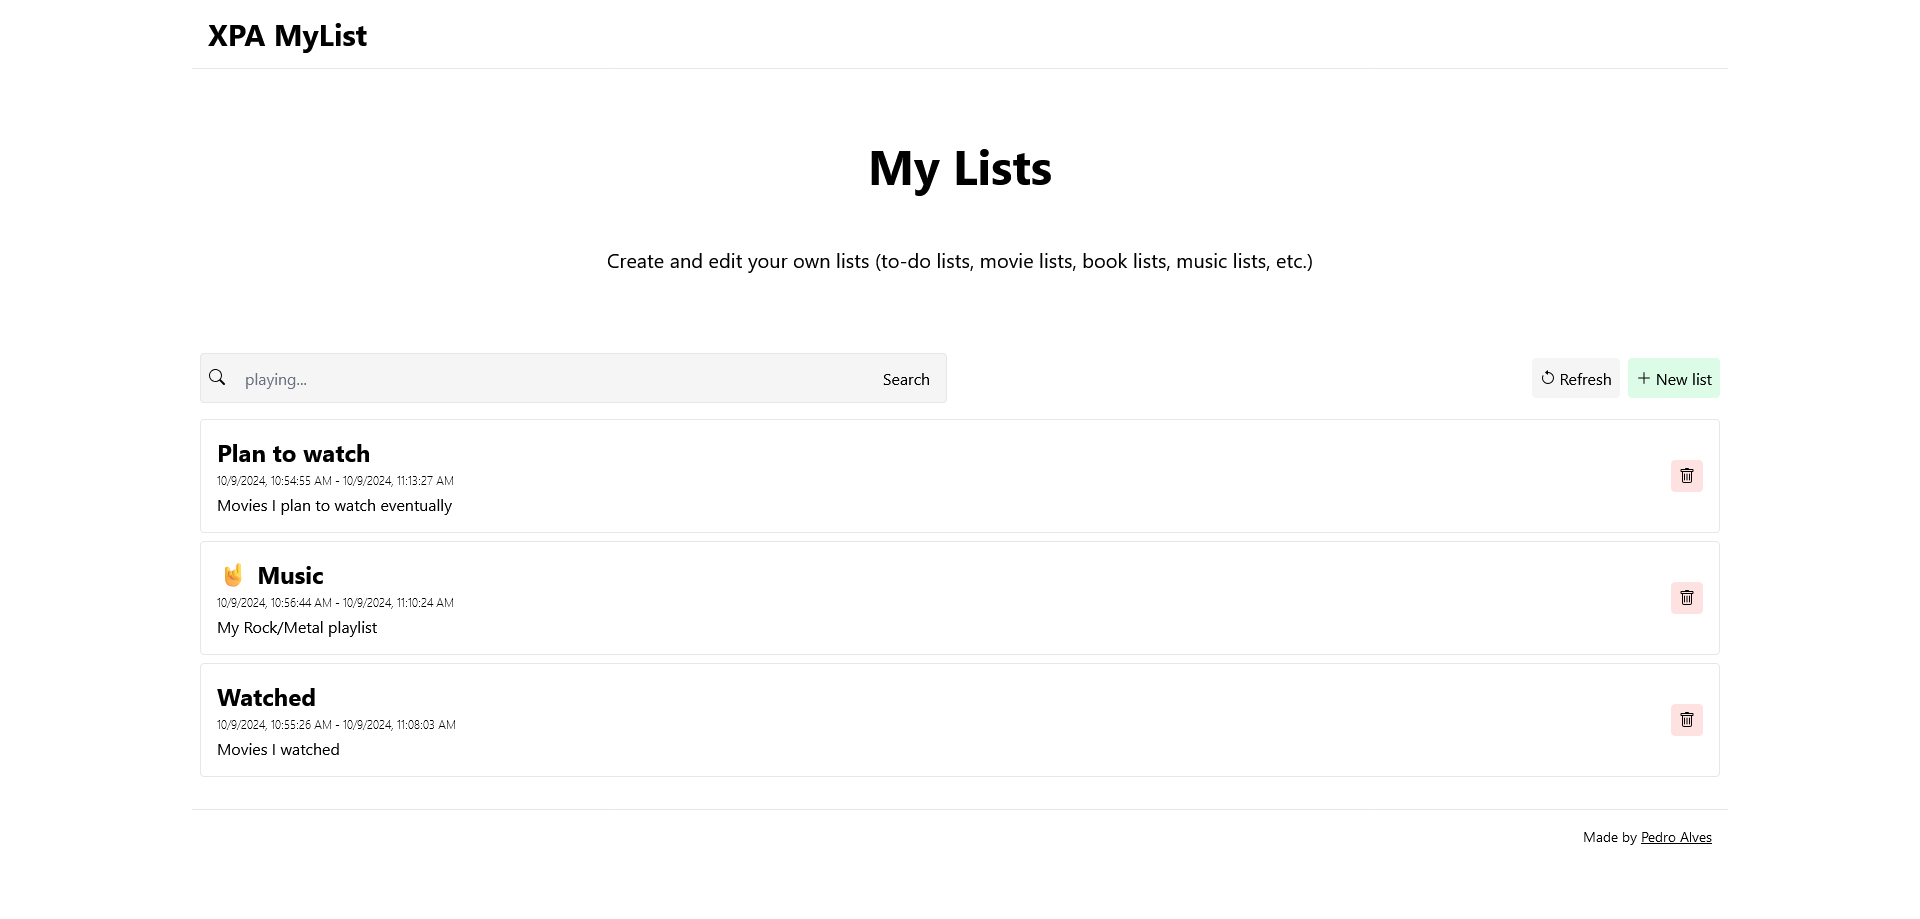 XPA MyList
My Lists
Create and edit your own lists (to-do lists, movie lists, book lists, music lists, etc.)
playing... Search Refresh New list
Plan to watch
10/9/2024, 10:54:55 AM - 10/9/2024, 11:13:27 AM
Movies I plan to watch eventually
🤘 Music
10/9/2024, 10:56:44 AM - 10/9/2024, 11:10:24 AM
My Rock/Metal playlist
Watched
10/9/2024, 10:55:26 AM - 10/9/2024, 11:08:03 AM
Movies I watched
Made by Pedro Alves